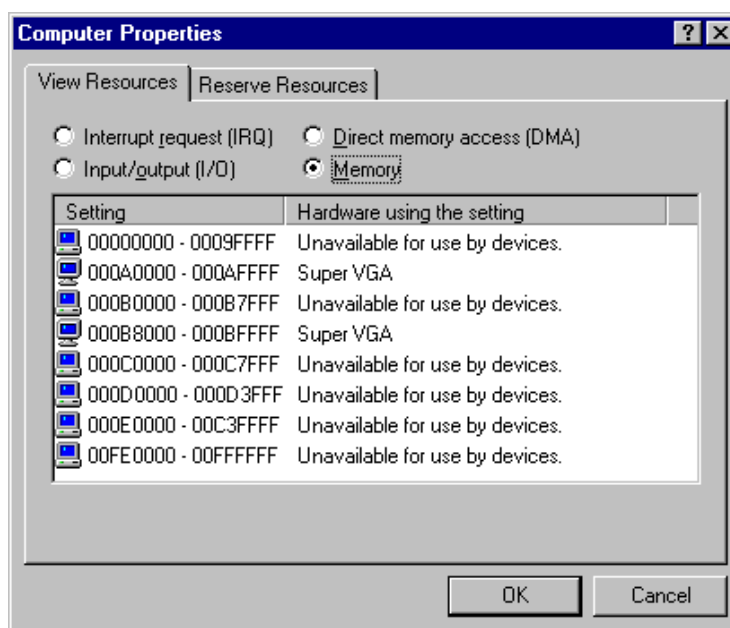 Computer Properties
View Resources Reserve Resources
Interrupt request (IRQ) Direct memory access (DMA)
Input/output (I/O) Memory
Setting Hardware using the setting
00000000 - 0009FFFF Unavailable for use by devices.
000A0000 - 000AFFFF Super VGA
000B0000 - 000B7FFF Unavailable for use by devices.
000B8000 - 000BFFFF Super VGA
000C0000 - 000C7FFF Unavailable for use by devices.
000D0000 - 000D3FFF Unavailable for use by devices.
000E0000 - 00C3FFFF Unavailable for use by devices.
00FE0000 - 00FFFFFF Unavailable for use by devices.
OK Cancel